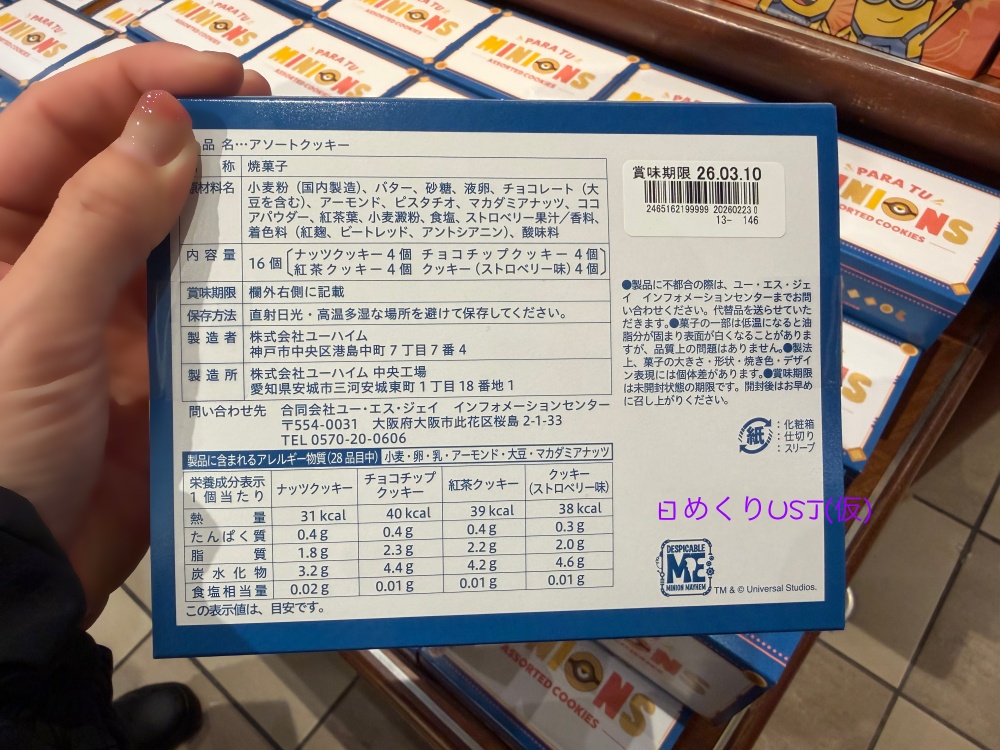 PARA TU
MINIONS
ASSORTED COOKIES
PARA TU
MINIONS
ASSORTED COOKIES
PARA TU
MINIONS
PARA TU
MINIONS
ORTED COOKIES
品 名…アソートクッキー
称 焼菓子
材料名 小麦粉（国内製造）、バター、砂糖、液卵、チョコレート（大
豆を含む）、アーモンド、ピスタチオ、マカダミアナッツ、ココ
アパウダー、紅茶葉、小麦澱粉、食塩、ストロベリー果汁／香料、
着色料（紅麹、ビートレッド、アントシアニン）、酸味料
内容量 16個 ナッツクッキー 4個 チョコチップクッキー 4個
紅茶クッキー 4個 クッキー（ストロベリー味）4個
賞味期限 欄外右側に記載
保存方法 直射日光・高温多湿な場所を避けて保存してください。
製造者 株式会社ユーハイム
神戸市中央区港島中町7丁目7番4
製造所 株式会社ユーハイム 中央工場
愛知県安城市三河安城東町1丁目18番地1
問い合わせ先 合同会社ユー・エス・ジェイ インフォメーションセンター
〒554-0031 大阪府大阪市此花区桜島 2-1-33
TEL 0570-20-0606
製品に含まれるアレルギー物質（28品目中） 小麦・卵・乳・アーモンド・大豆・マカダミアナッツ
栄養成分表示 1個当たり ナッツクッキー チョコチップクッキー 紅茶クッキー クッキー（ストロベリー味）
熱量 31 kcal 40 kcal 39 kcal 38 kcal
たんぱく質 0.4 g 0.4 g 0.4 g 0.3 g
脂質 1.8 g 2.3 g 2.2 g 2.0 g
炭水化物 3.2 g 4.4 g 4.2 g 4.6 g
食塩相当量 0.02 g 0.01 g 0.01 g 0.01 g
この表示値は、目安です。
賞味期限 26.03.10
2465162199999 20260223 0
13- 146
●製品に不都合の際は、ユー・エス・ジェ
イ インフォメーションセンターまでお問
い合わせください。代替品を送らせていた
だきます。●菓子の一部は低温になると油
脂分が固まり表面が白くなることがありま
すが、品質上の問題はありません。●製法
上、菓子の大きさ・形状・焼き色・デザイ
ン表現には個体差があります。●賞味期限
は未開封状態の期限です。開封後はお早め
に召し上がりください。
紙
：化粧箱
：仕切り
：スリーブ
日めくりUSJ(仮)
DESPICABLE
ME
MINION MAYHEM
TM & © Universal Studios.
MINIONS
ASSORTED COOKIES